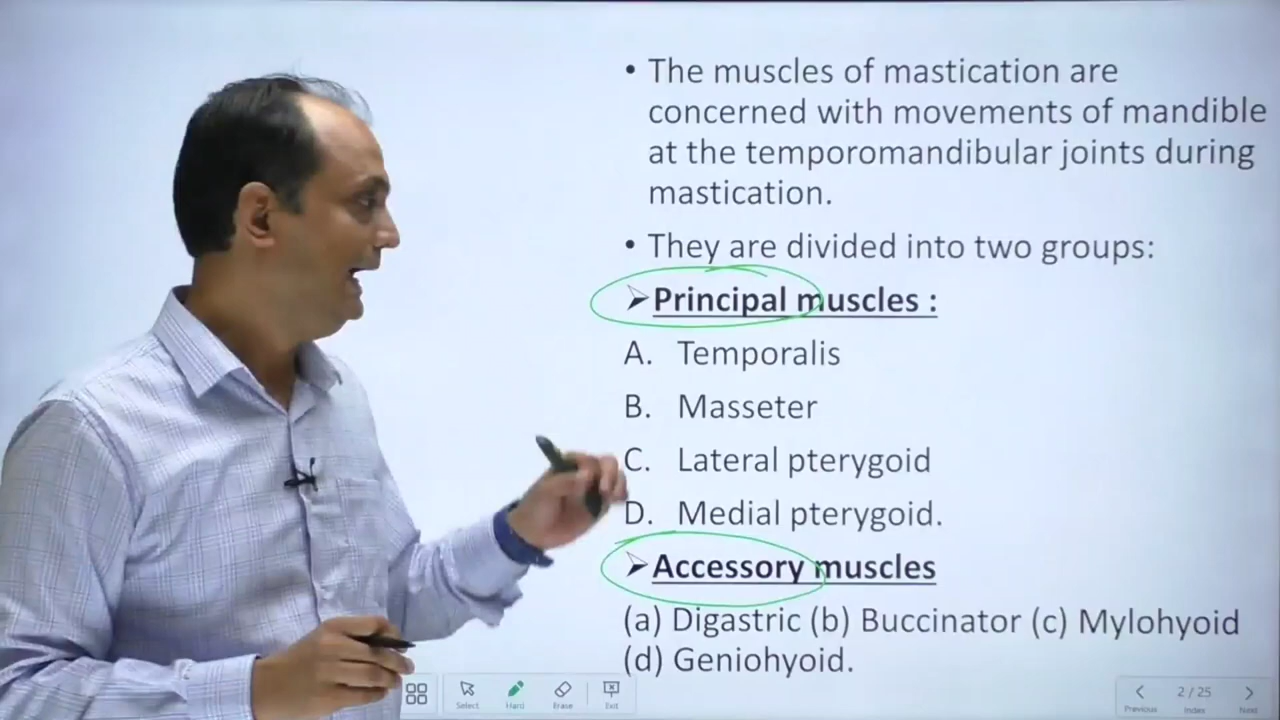 • The muscles of mastication are
concerned with movements of mandible
at the temporomandibular joints during
mastication.
• They are divided into two groups:
➢Principal muscles :
A. Temporalis
B. Masseter
C. Lateral pterygoid
D. Medial pterygoid.
➢Accessory muscles
(a) Digastric (b) Buccinator (c) Mylohyoid
(d) Geniohyoid.
Select Hard Erase Exit
2 / 25
Previous Index Next